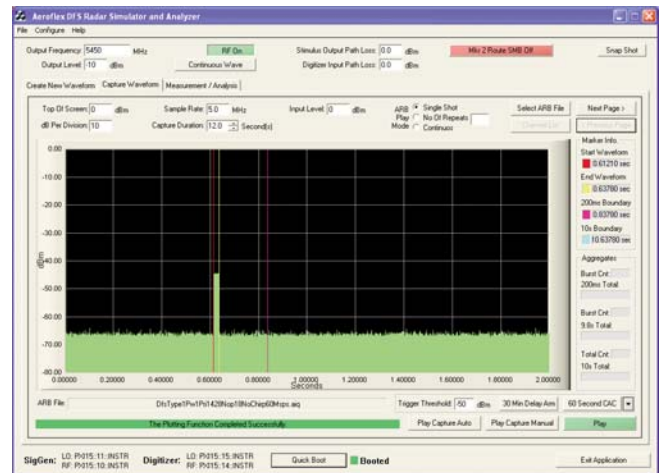 Aeroflex DFS Radar Simulator and Analyzer
File Configure Help
Output Frequency: 5450 MHz RF On Stimulus Output Path Loss: 0.0 dBm Mkr 2 Route SMB Off Snap Shot
Output Level: -10 dBm Continuous Wave Digitizer Input Path Loss: 0.0 dBm
Create New Waveform Capture Waveform Measurement / Analysis
Top Of Screen: 0 dBm Sample Rate: 5.0 MHz Input Level: 0 dBm ARB Play Mode Single Shot Select ARB File Next Page >
dB Per Division: 10 Capture Duration: 12.0 Second(s) No Of Repeats Channel List < Previous Page
Continuos
Marker Info.
Start Waveform
0.61210 sec
End Waveform
0.63780 sec
200ms Boundary
0.83780 sec
10s Boundary
10.63780 sec
Aggregates
Burst Cnt:
200ms Total:
Burst Cnt:
9.8s Total:
Total Cnt:
10s Total:
0.00
-10.00
-20.00
-30.00
-40.00
-50.00
-60.00
-70.00
-80.00
dBm
0.00000 0.20000 0.40000 0.60000 0.80000 1.00000 1.20000 1.40000 1.60000 1.80000 2.00000
Seconds
ARB File: DfsType1Pw1Pri1428Nop18NoChip60Msps.aiq Trigger Threshold: -50 dBm 30 Min Delay Arm 60 Second CAC
The Plotting Function Completed Successfully. Play Capture Auto Play Capture Manual Play
SigGen: LO: PXI15::11::INSTR Digitizer: LO: PXI15::15::INSTR Quick Boot Booted Exit Application
RF: PXI15::10::INSTR RF: PXI15::14::INSTR